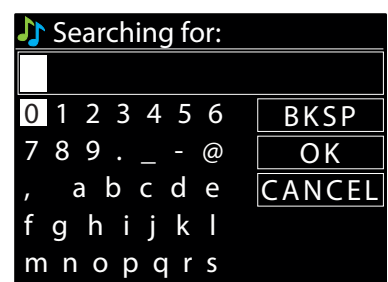 Searching for:
0 1 2 3 4 5 6 BKSP
7 8 9 . _ - @ OK
, a b c d e CANCEL
f g h i j k l
m n o p q r s